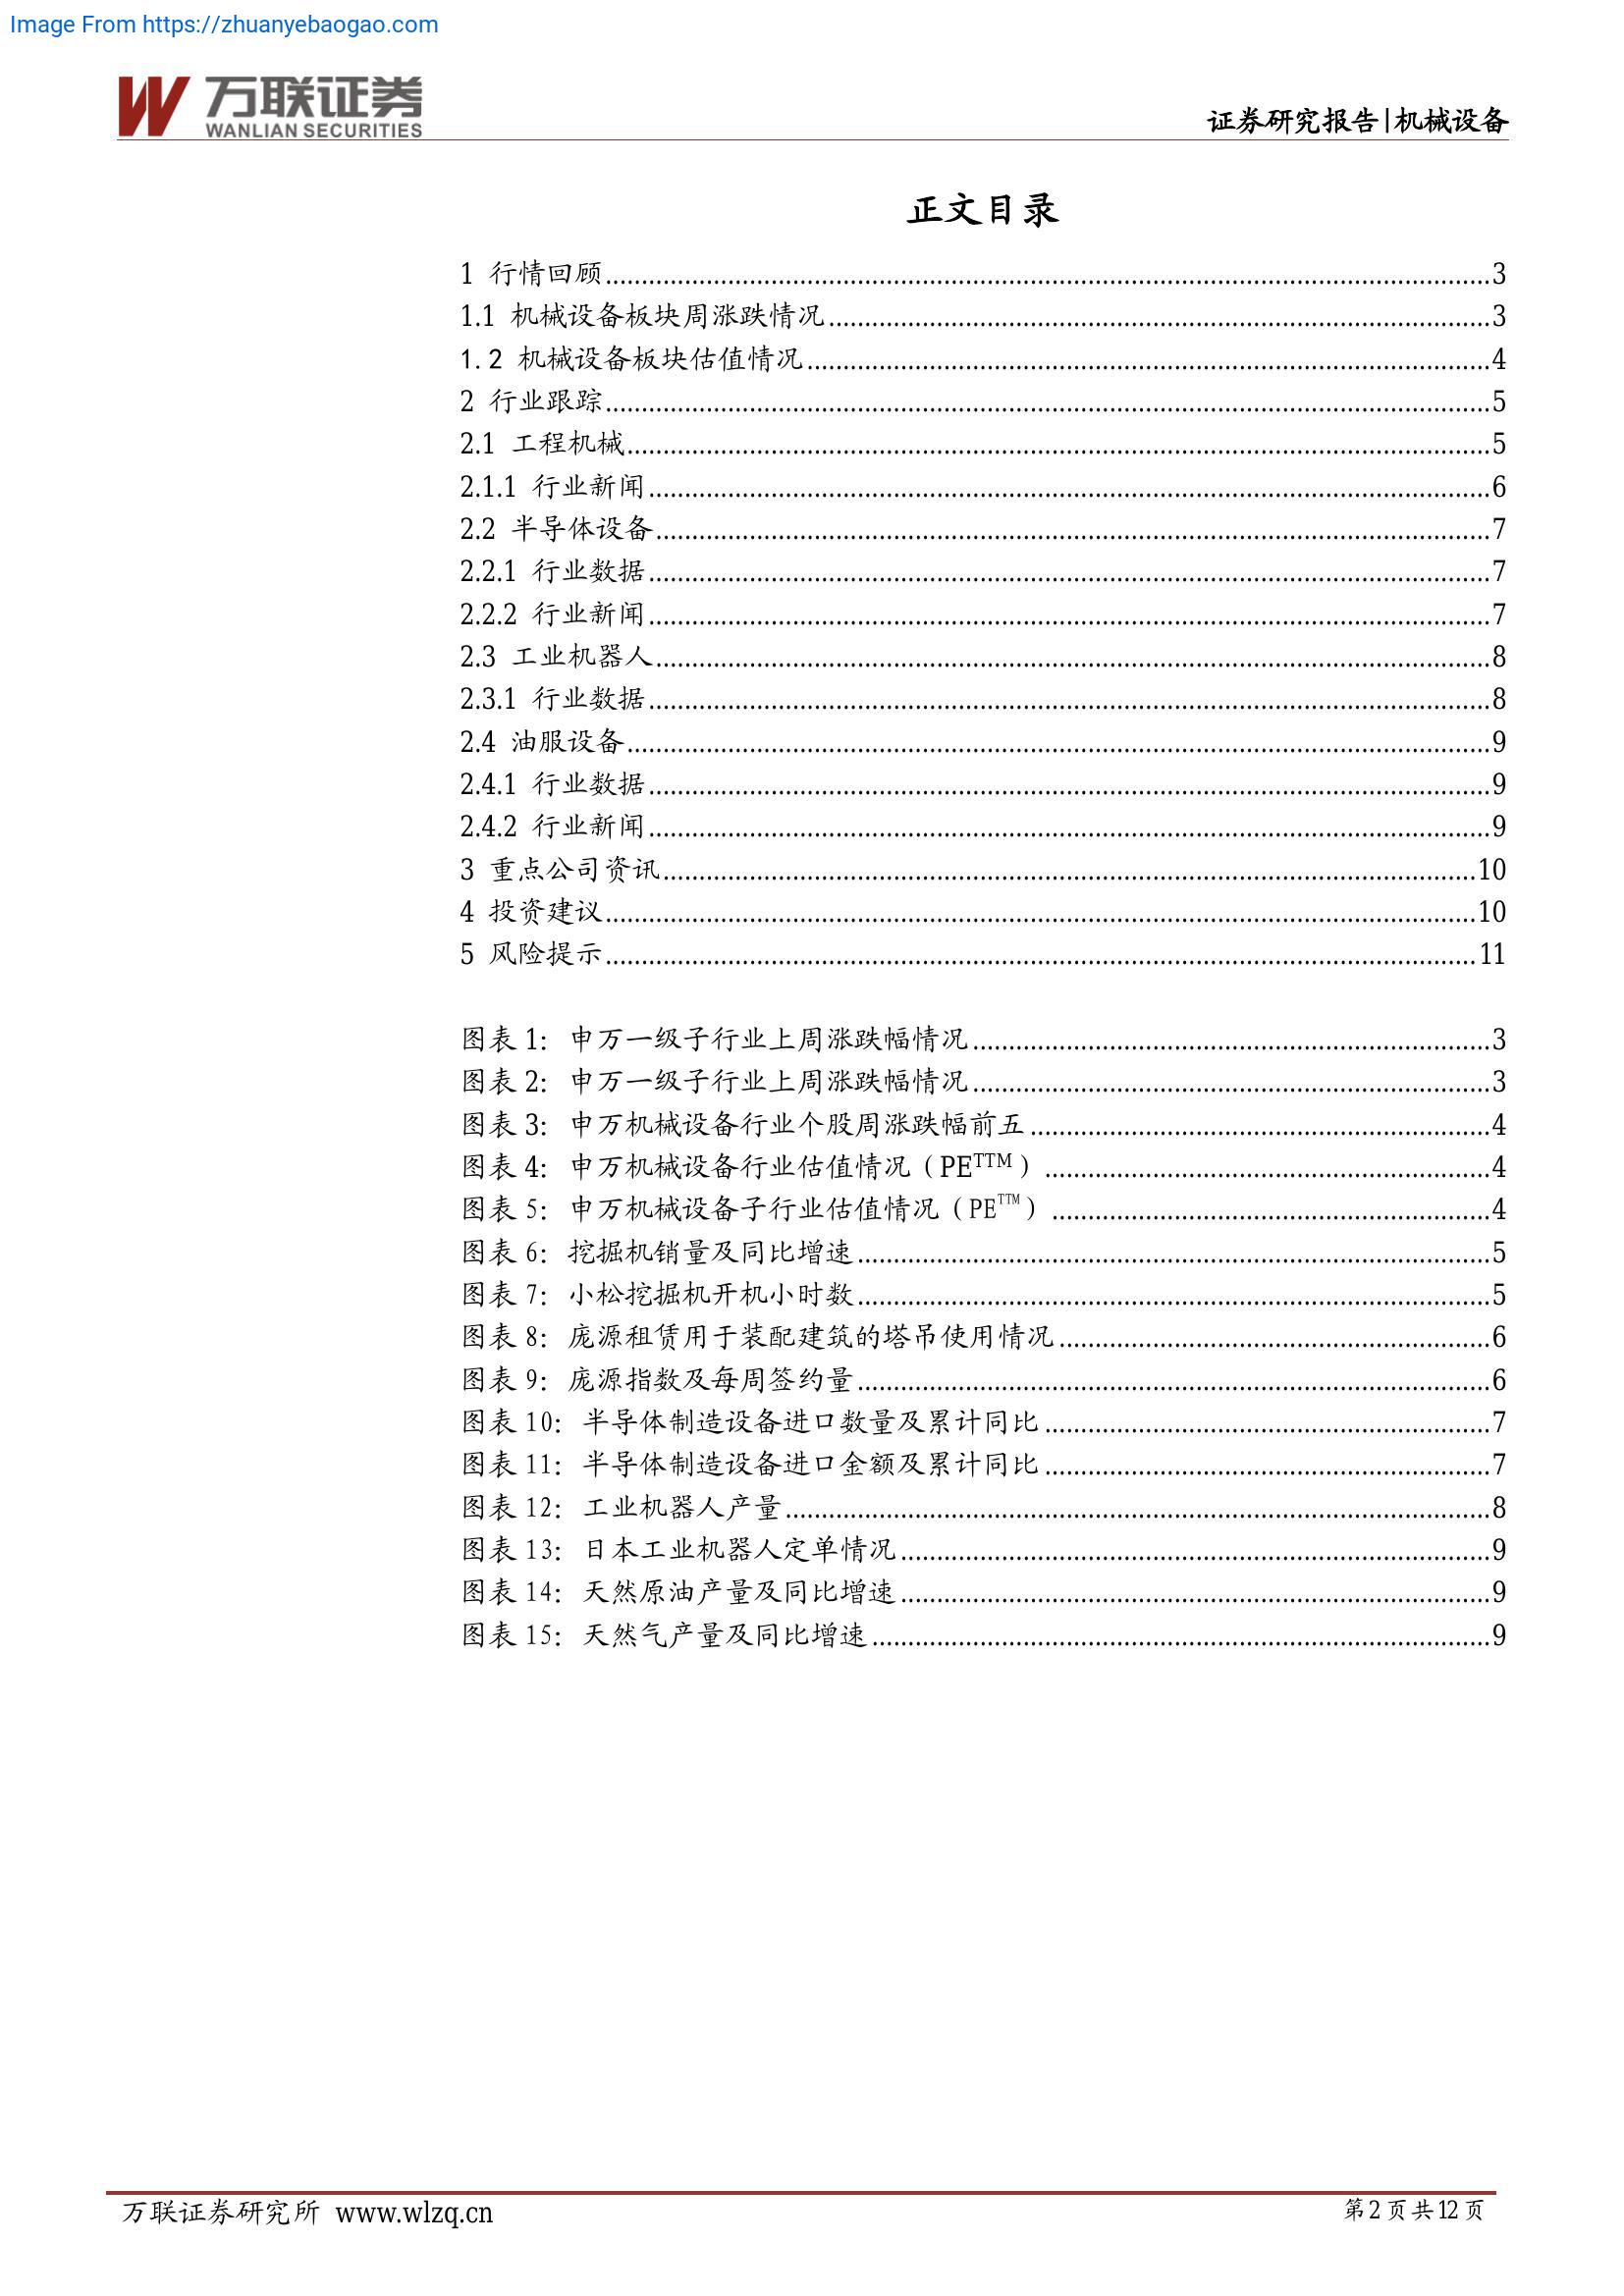 Image From https://zhuanyebaogao.com
万联证券
WANLIAN SECURITIES
证券研究报告|机械设备
正文目录
1 行情回顾........................................3
1.1 机械设备板块周涨跌情况........................................3
1.2 机械设备板块估值情况........................................4
2 行业跟踪........................................5
2.1 工程机械........................................5
2.1.1 行业新闻........................................6
2.2 半导体设备........................................7
2.2.1 行业数据........................................7
2.2.2 行业新闻........................................7
2.3 工业机器人........................................8
2.3.1 行业数据........................................8
2.4 油服设备........................................9
2.4.1 行业数据........................................9
2.4.2 行业新闻........................................9
3 重点公司资讯........................................10
4 投资建议........................................10
5 风险提示........................................11
图表 1：申万一级子行业上周涨跌幅情况........................................3
图表 2：申万一级子行业上周涨跌幅情况........................................3
图表 3：申万机械设备行业个股周涨跌幅前五........................................4
图表 4：申万机械设备行业估值情况（PETTM）........................................4
图表 5：申万机械设备子行业估值情况（PETTM）........................................4
图表 6：挖掘机销量及同比增速........................................5
图表 7：小松挖掘机开机小时数........................................5
图表 8：庞源租赁用于装配建筑的塔吊使用情况........................................6
图表 9：庞源指数及每周签约量........................................6
图表 10：半导体制造设备进口数量及累计同比........................................7
图表 11：半导体制造设备进口金额及累计同比........................................7
图表 12：工业机器人产量........................................8
图表 13：日本工业机器人定单情况........................................9
图表 14：天然原油产量及同比增速........................................9
图表 15：天然气产量及同比增速........................................9
万联证券研究所 www.wlzq.cn
第 2 页 共 12 页